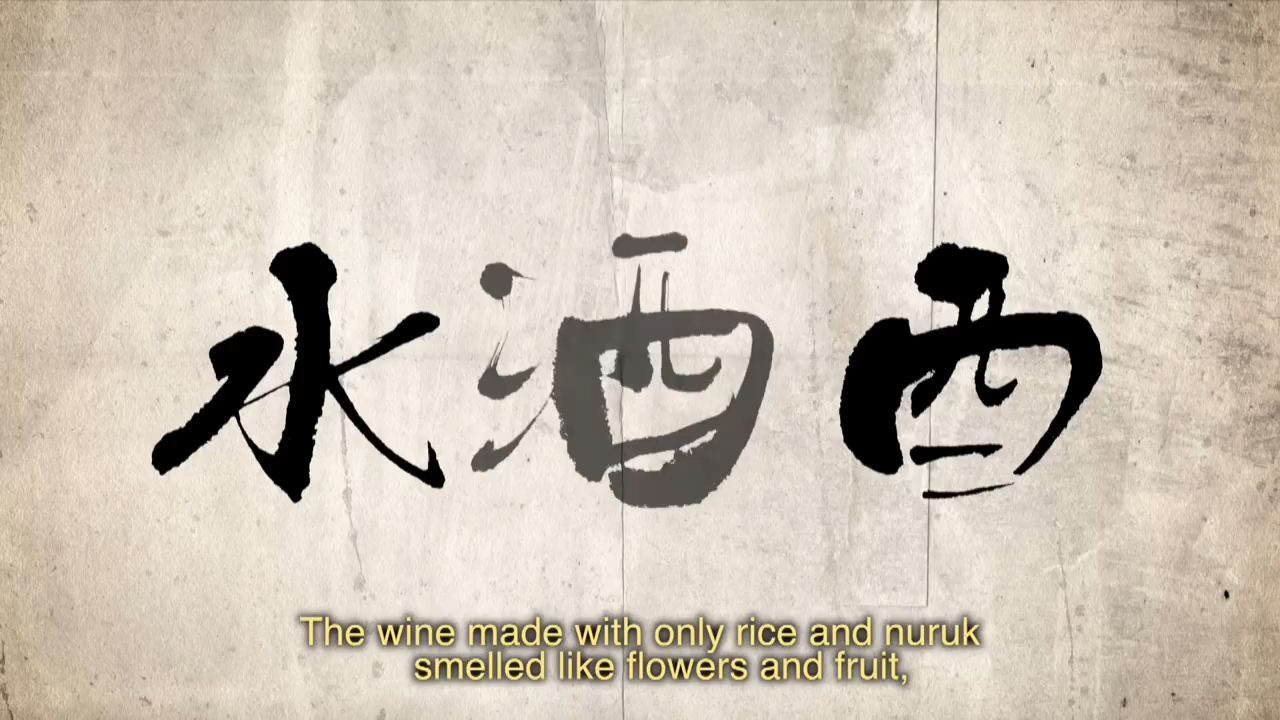 水酒酉
The wine made with only rice and nuruk
smelled like flowers and fruit,